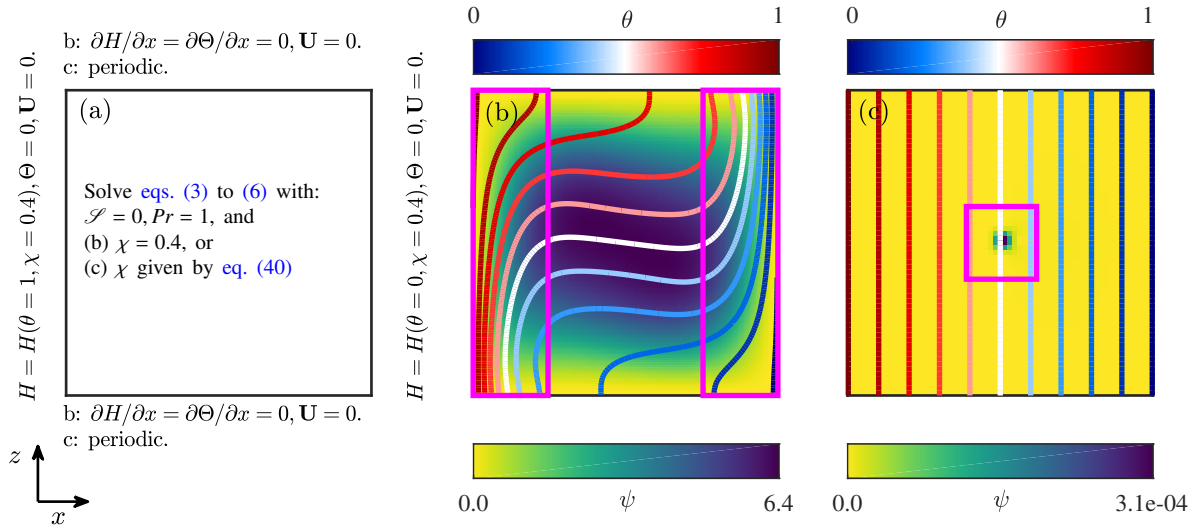 b: ∂H/∂x = ∂Θ/∂x = 0, U = 0.
c: periodic.
H = H(θ = 1, χ = 0.4), Θ = 0, U = 0.
(a)
Solve eqs. (3) to (6) with:
𝒮 = 0, Pr = 1, and
(b) χ = 0.4, or
(c) χ given by eq. (40)
H = H(θ = 0, χ = 0.4), Θ = 0, U = 0.
b: ∂H/∂x = ∂Θ/∂x = 0, U = 0.
c: periodic.
z
x
0 θ 1
(b)
0.0 ψ 6.4
0 θ 1
(c)
0.0 ψ 3.1e-04